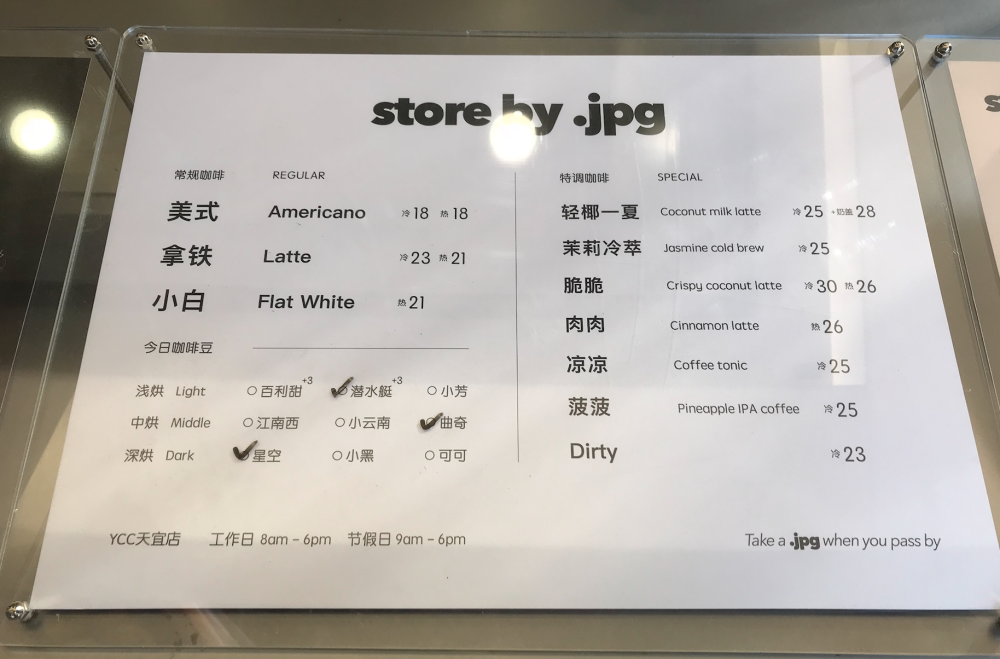 store by .jpg
常规咖啡 REGULAR
美式 Americano 冷18 热18
拿铁 Latte 冷23 热21
小白 Flat White 热21
今日咖啡豆
浅烘 Light 百利甜+3 潜水艇+3 小芳
中烘 Middle 江南西 小云南 曲奇
深烘 Dark 星空 小黑 可可
特调咖啡 SPECIAL
轻椰一夏 Coconut milk latte 冷25 +奶盖28
茉莉冷萃 Jasmine cold brew 冷25
脆脆 Crispy coconut latte 冷30 热26
肉肉 Cinnamon latte 热26
凉凉 Coffee tonic 冷25
菠菠 Pineapple IPA coffee 冷25
Dirty 冷23
YCC天宜店 工作日 8am – 6pm 节假日 9am – 6pm
Take a .jpg when you pass by